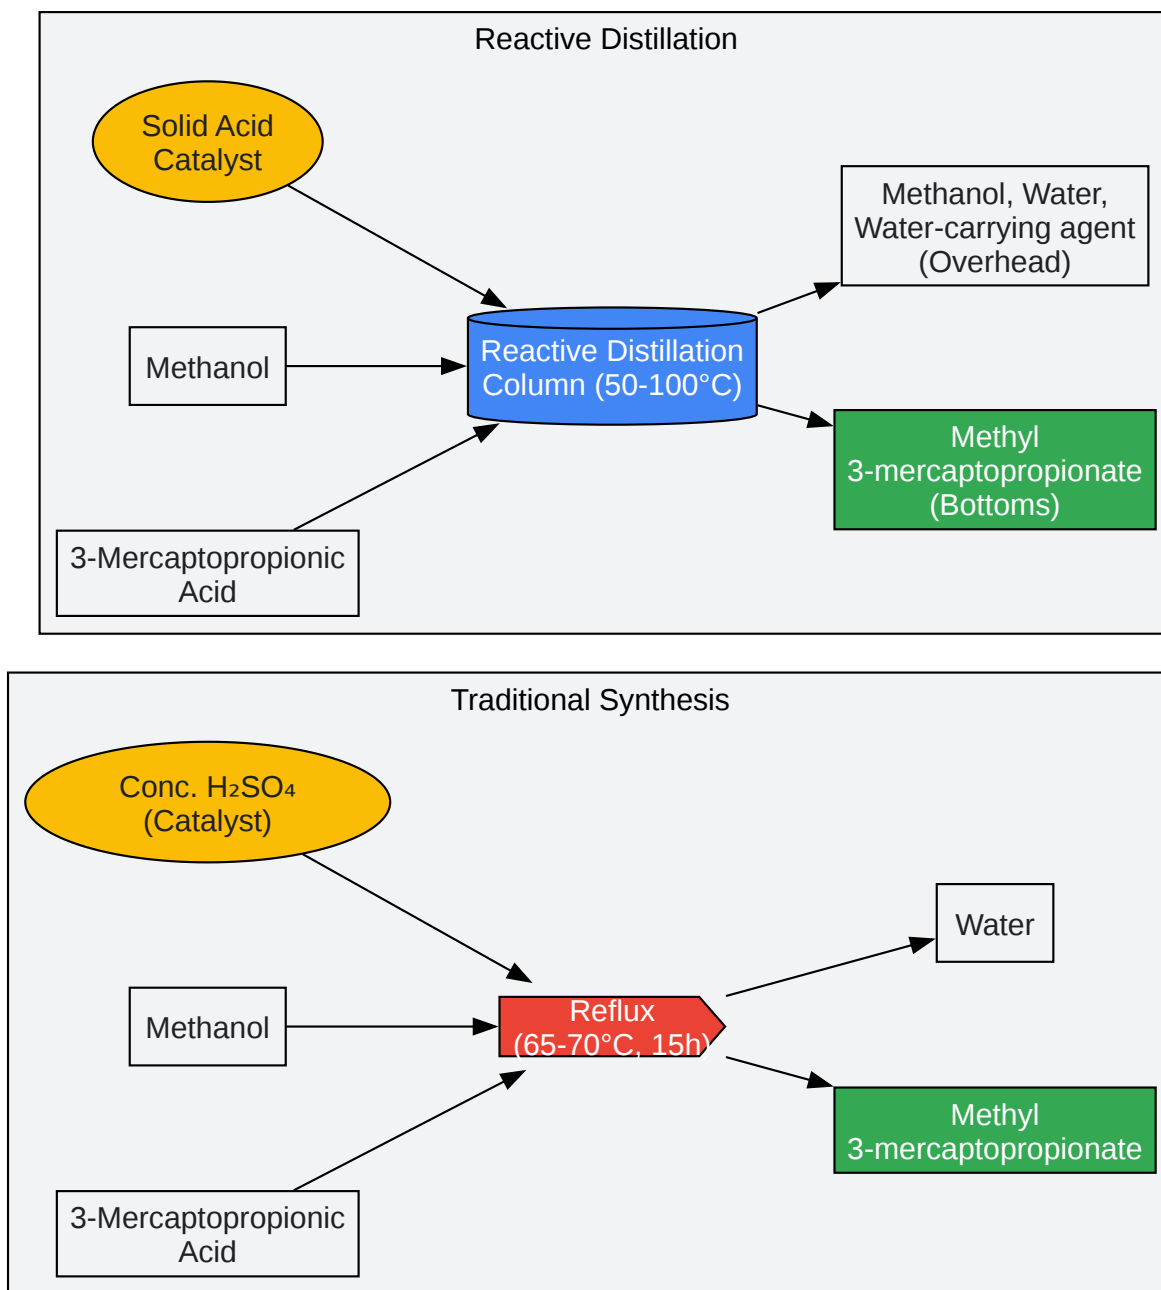 Reactive Distillation
Solid Acid
Catalyst
Methanol, Water,
Water-carrying agent
(Overhead)
Methanol
Reactive Distillation
Column (50-100°C)
Methyl
3-mercaptopropionate
(Bottoms)
3-Mercaptopropionic
Acid
Traditional Synthesis
Conc. H₂SO₄
(Catalyst)
Water
Methanol
Reflux
(65-70°C, 15h)
Methyl
3-mercaptopropionate
3-Mercaptopropionic
Acid